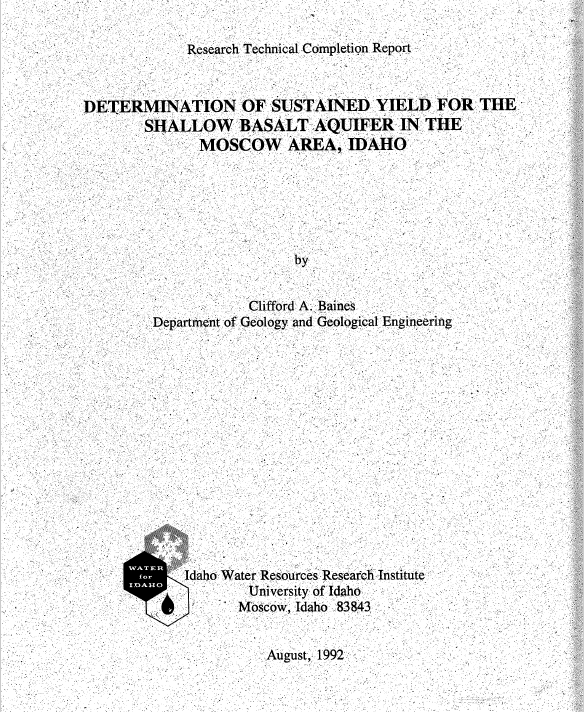 Research Technical Completion Report
DETERMINATION OF SUSTAINED YIELD FOR THE
SHALLOW BASALT AQUIFER IN THE
MOSCOW AREA, IDAHO
by
Clifford A. Baines
Department of Geology and Geological Engineering
WATER
for
IDAHO
Idaho Water Resources Research Institute
University of Idaho
Moscow, Idaho 83843
August, 1992